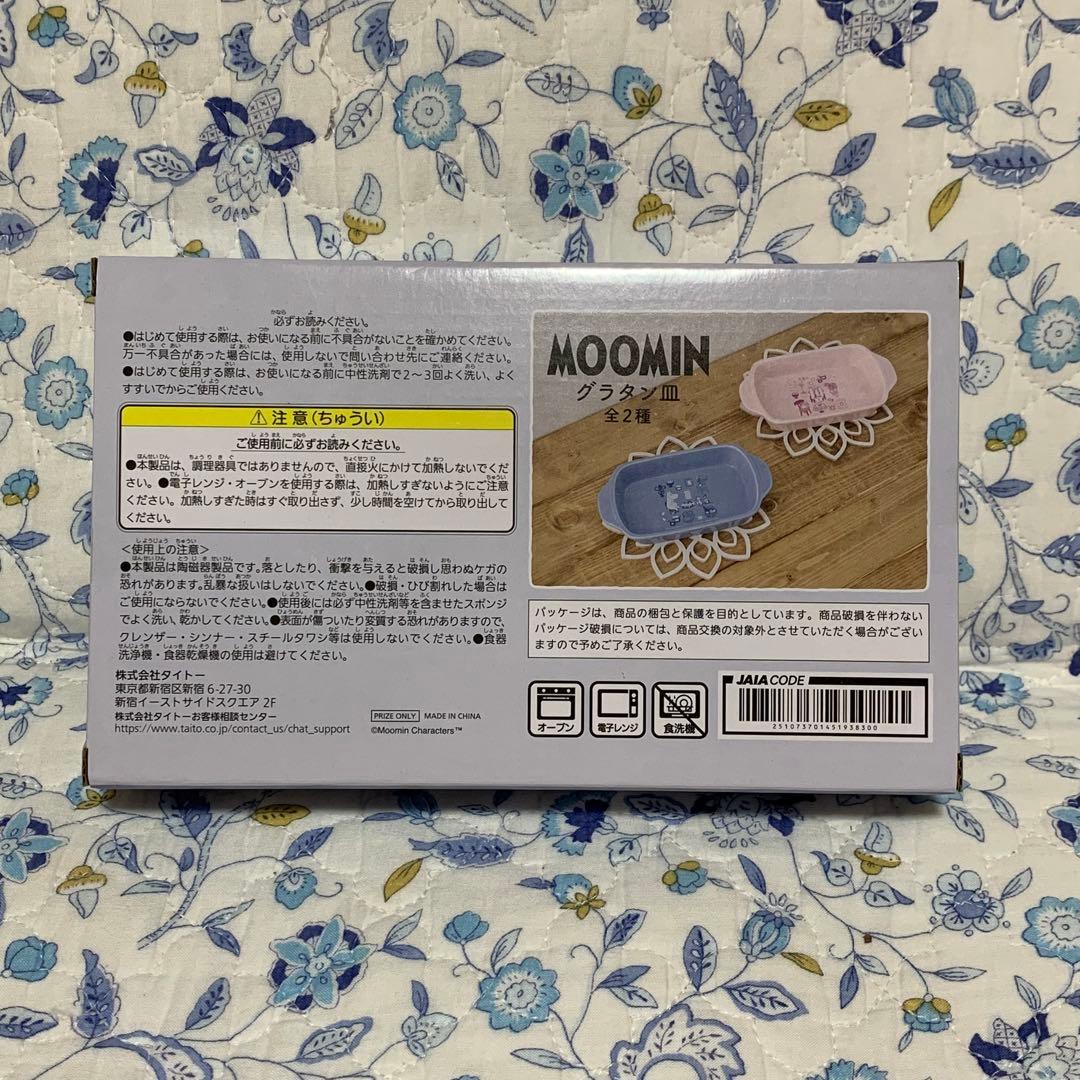 必ずお読みください。
●はじめて使用する際は、お使いになる前に不具合がないことを確かめてください。
万一不具合があった場合には、使用しないで問い合わせ先にご連絡ください。
●はじめて使用する際は、お使いになる前に中性洗剤で2～3回よく洗い、よく
すすいでからご使用ください。
⚠注意(ちゅうい)
ご使用前に必ずお読みください。
●本製品は、調理器具ではありませんので、直接火にかけて加熱しないでくだ
さい。●電子レンジ・オーブンを使用する際は、加熱しすぎないようにご注意
ください。加熱しすぎた時はすぐ取り出さず、少し時間を空けてから取り出して
ください。
＜使用上の注意＞
●本製品は陶磁器製品です。落としたり、衝撃を与えると破損し思わぬケガの
恐れがあります。乱暴な扱いはしないでください。●破損・ひび割れした場合は
ご使用にならないでください。●使用後には必ず中性洗剤等を含ませたスポンジ
でよく洗い、乾かしてください。●表面が傷ついたり変質する恐れがありますので、
クレンザー・シンナー・スチールタワシ等は使用しないでください。●食器
洗浄機・食器乾燥機の使用は避けてください。
株式会社タイトー
東京都新宿区新宿 6-27-30
新宿イーストサイドスクエア 2F
株式会社タイトーお客様相談センター
https://www.taito.co.jp/contact_us/chat_support
PRIZE ONLY MADE IN CHINA
©Moomin Characters™
MOOMIN
グラタン皿
全2種
パッケージは、商品の梱包と保護を目的としています。商品破損を伴わない
パッケージ破損については、商品交換の対象外とさせていただく場合がござい
ますので予めご了承ください。
オーブン
電子レンジ
食洗機
JAIA CODE
251073701451938300